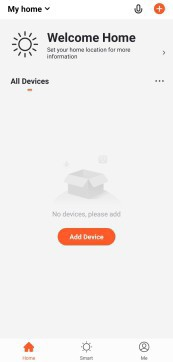 My home
Welcome Home
Set your home location for more
information
All Devices
No devices, please add
Add Device
Home
Smart
Me